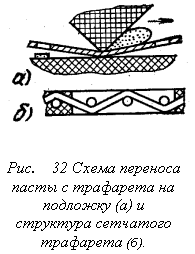 а)
б)
Рис. 32 Схема переноса
пасты с трафарета на
подложку (а) и
структура сетчатого
трафарета (б).